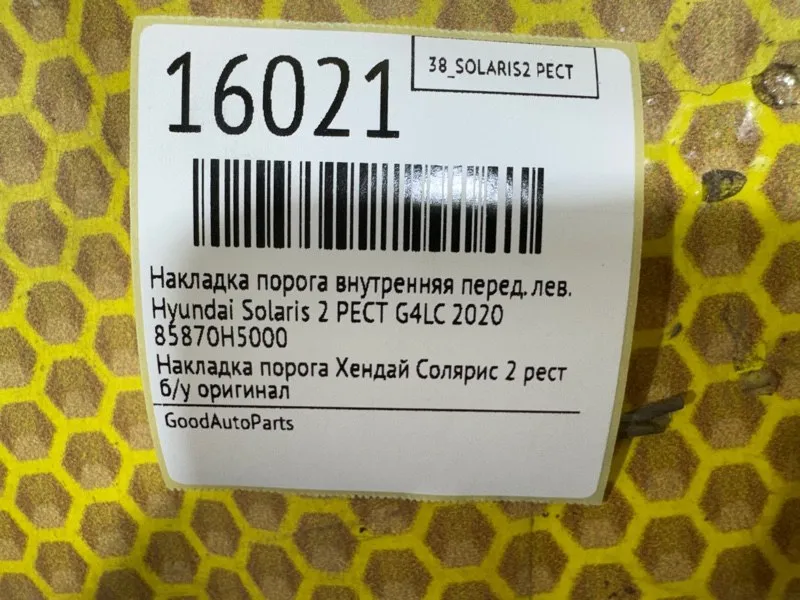 16021
38_SOLARIS2 РЕСТ
Накладка порога внутренняя перед. лев.
Hyundai Solaris 2 РЕСТ G4LC 2020
85870H5000
Накладка порога Хендай Солярис 2 рест
б/у оригинал
GoodAutoParts